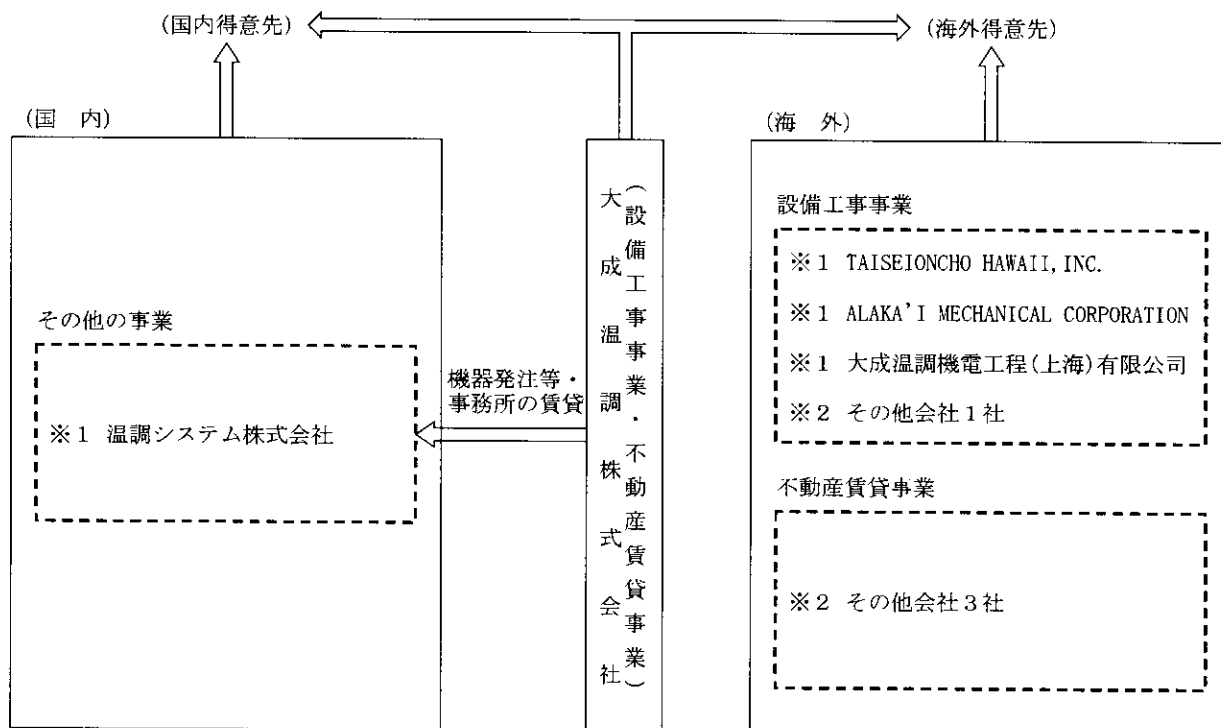 (国内得意先)
(海外得意先)
(国　内)
その他の事業
※1 温調システム株式会社
機器発注等・
事務所の賃貸
大成温調株式会社
(設備工事事業・不動産賃貸事業)
(海　外)
設備工事事業
※1 TAISEIONCHO HAWAII, INC.
※1 ALAKA'I MECHANICAL CORPORATION
※1 大成温調機電工程(上海)有限公司
※2 その他会社1社
不動産賃貸事業
※2 その他会社3社